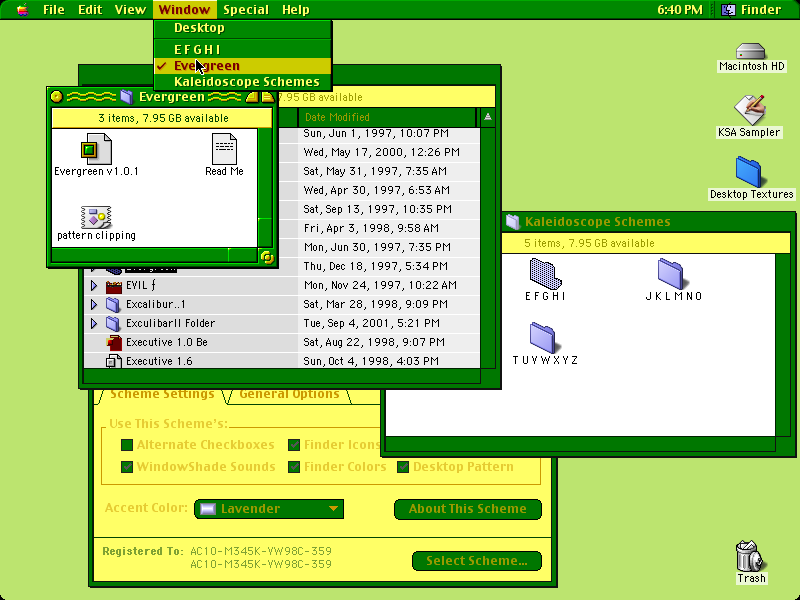 File Edit View Window Special Help 6:40 PM Finder
Desktop
E F G H I
✓ Evergreen
Kaleidoscope Schemes
Evergreen
3 items, 7.95 GB available
Evergreen v1.0.1
Read Me
pattern clipping
7.95 GB available
Date Modified
Sun, Jun 1, 1997, 10:07 PM
Wed, May 17, 2000, 12:26 PM
Sat, May 31, 1997, 7:35 AM
Wed, Apr 30, 1997, 6:53 AM
Sat, Sep 13, 1997, 10:35 PM
Fri, Apr 3, 1998, 9:58 AM
Mon, Jun 30, 1997, 7:35 PM
Thu, Dec 18, 1997, 5:34 PM
EVIL ƒ Mon, Nov 24, 1997, 10:22 AM
Excalibur..1 Sat, Mar 28, 1998, 9:09 PM
ExculibarII Folder Tue, Sep 4, 2001, 5:21 PM
Executive 1.0 Be Sat, Aug 22, 1998, 9:07 PM
Executive 1.6 Sun, Oct 4, 1998, 4:03 PM
Kaleidoscope Schemes
5 items, 7.95 GB available
E F G H I
J K L M N O
T U V W X Y Z
Scheme Settings General Options
Use This Scheme's:
Alternate Checkboxes Finder Icons
WindowShade Sounds Finder Colors Desktop Pattern
Accent Color: Lavender About This Scheme
Registered To: AC10-M345K-YW98C-359
AC10-M345K-YW98C-359
Select Scheme...
Macintosh HD
KSA Sampler
Desktop Textures
Trash